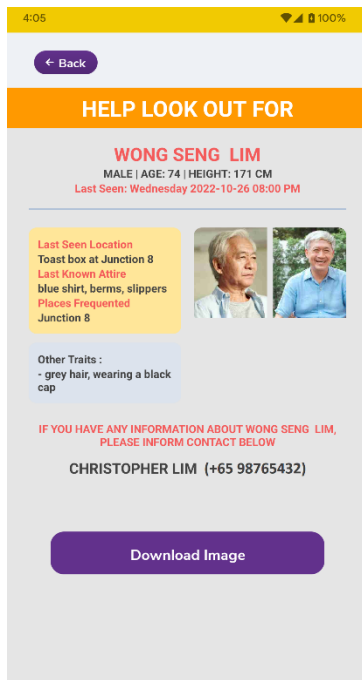 4:05
100%
← Back
HELP LOOK OUT FOR
WONG SENG LIM
MALE | AGE: 74 | HEIGHT: 171 CM
Last Seen: Wednesday 2022-10-26 08:00 PM
Last Seen Location
Toast box at Junction 8
Last Known Attire
blue shirt, berms, slippers
Places Frequented
Junction 8
Other Traits :
- grey hair, wearing a black
cap
IF YOU HAVE ANY INFORMATION ABOUT WONG SENG LIM,
PLEASE INFORM CONTACT BELOW
CHRISTOPHER LIM (+65 98765432)
Download Image